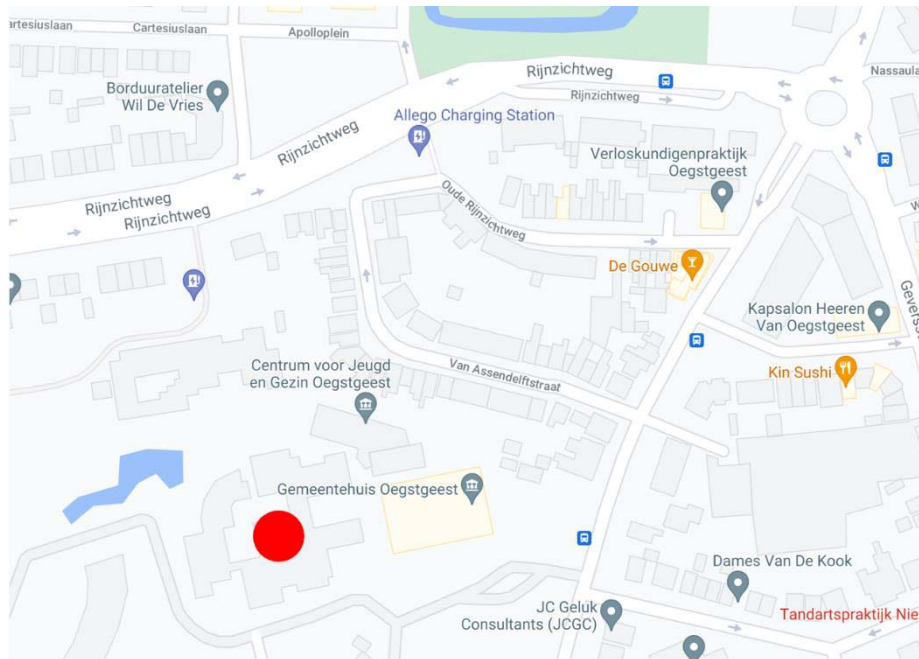 artesiuslaan
Cartesiuslaan
Apolloplein
Rijnzichtweg
Nassaula
Borduuratelier
Wil De Vries
Rijnzichtweg
Allego Charging Station
Rijnzichtweg
Verloskundigenpraktijk
Oegstgeest
Rijnzichtweg
Rijnzichtweg
Oude Rijnzichtweg
W
De Gouwe
Geversst
Kapsalon Heeren
Van Oegstgeest
Centrum voor Jeugd
en Gezin Oegstgeest
Van Assendelftstraat
Kin Sushi
Gemeentehuis Oegstgeest
Dames Van De Kook
JC Geluk
Consultants (JCGC)
Tandartspraktijk Nie